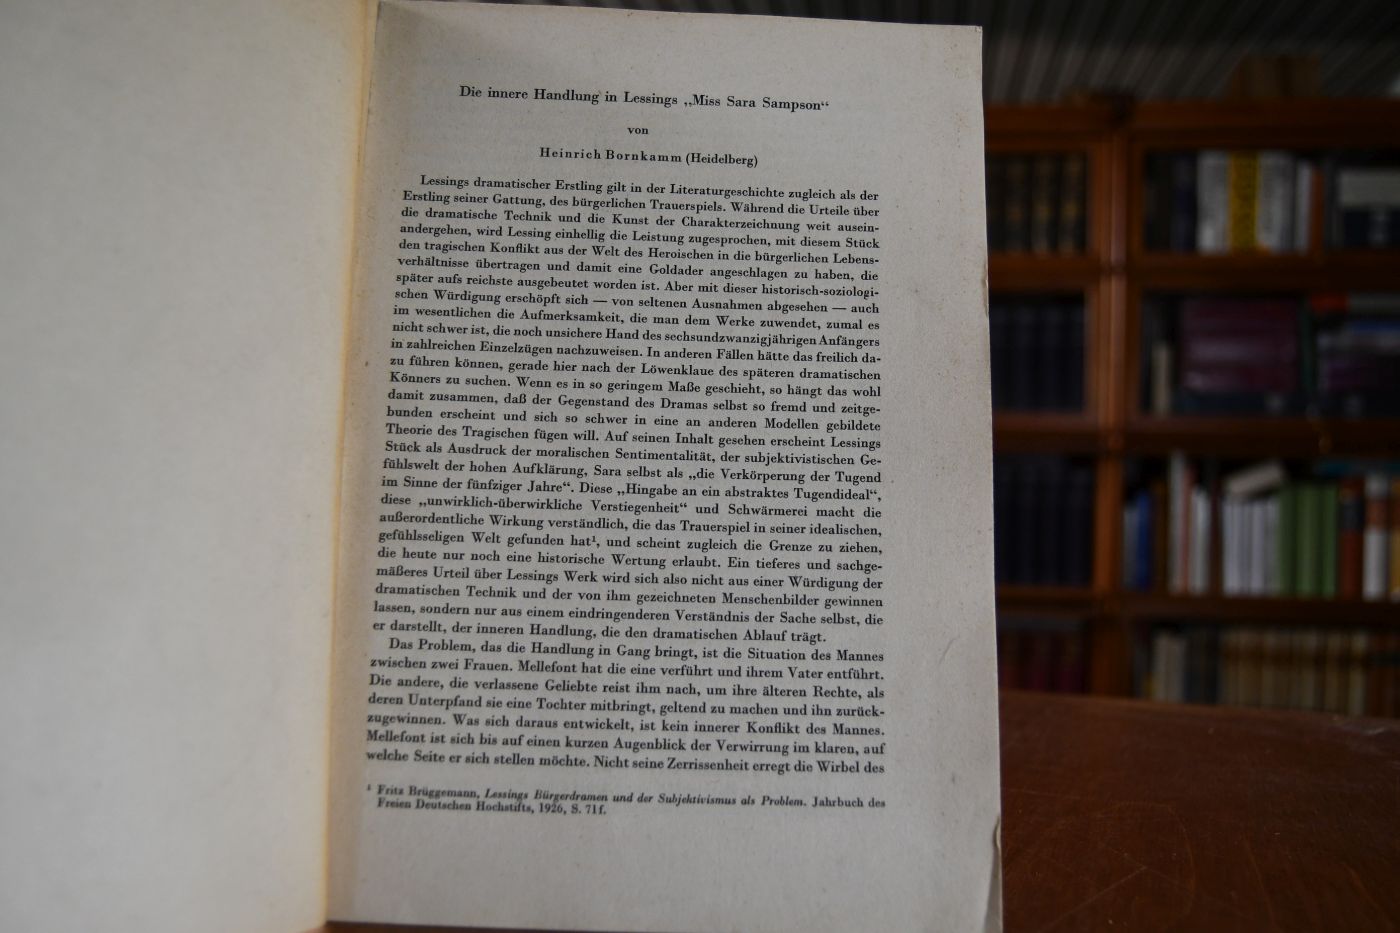 Die innere Handlung in Lessings „Miss Sara Sampson“
von
Heinrich Bornkamm (Heidelberg)
Lessings dramatischer Erstling gilt in der Literaturgeschichte zugleich als der
Erstling seiner Gattung, des bürgerlichen Trauerspiels. Während die Urteile über
die dramatische Technik und die Kunst der Charakterzeichnung weit ausein-
andergehen, wird Lessing einhellig die Leistung zugesprochen, mit diesem Stück
den tragischen Konflikt aus der Welt des Heroischen in die bürgerlichen Lebens-
verhältnisse übertragen und damit eine Goldader angeschlagen zu haben, die
später aufs reichste ausgebeutet worden ist. Aber mit dieser historisch-soziologi-
schen Würdigung erschöpft sich — von seltenen Ausnahmen abgesehen — auch
im wesentlichen die Aufmerksamkeit, die man dem Werke zuwendet, zumal es
nicht schwer ist, die noch unsichere Hand des sechsundzwanzigjährigen Anfängers
in zahlreichen Einzelzügen nachzuweisen. In anderen Fällen hätte das freilich da-
zu führen können, gerade hier nach der Löwenklaue des späteren dramatischen
Könners zu suchen. Wenn es in so geringem Maße geschieht, so hängt das wohl
damit zusammen, daß der Gegenstand des Dramas selbst so fremd und zeitge-
bunden erscheint und sich so schwer in eine an anderen Modellen gebildete
Theorie des Tragischen fügen will. Auf seinen Inhalt gesehen erscheint Lessings
Stück als Ausdruck der moralischen Sentimentalität, der subjektivistischen Ge-
fühlswelt der hohen Aufklärung, Sara selbst als „die Verkörperung der Tugend
im Sinne der fünfziger Jahre“. Diese „Hingabe an ein abstraktes Tugendideal“,
diese „unwirklich-überwirkliche Verstiegenheit“ und Schwärmerei macht die
außerordentliche Wirkung verständlich, die das Trauerspiel in seiner idealischen,
gefühlsseligen Welt gefunden hat¹, und scheint zugleich die Grenze zu ziehen,
die heute nur noch eine historische Wertung erlaubt. Ein tieferes und sachge-
mäßeres Urteil über Lessings Werk wird sich also nicht aus einer Würdigung der
dramatischen Technik und der von ihm gezeichneten Menschenbilder gewinnen
lassen, sondern nur aus einem eindringenderen Verständnis der Sache selbst, die
er darstellt, der inneren Handlung, die den dramatischen Ablauf trägt.
Das Problem, das die Handlung in Gang bringt, ist die Situation des Mannes
zwischen zwei Frauen. Mellefont hat die eine verführt und ihrem Vater entführt.
Die andere, die verlassene Geliebte reist ihm nach, um ihre älteren Rechte, als
deren Unterpfand sie eine Tochter mitbringt, geltend zu machen und ihn zurück-
zugewinnen. Was sich daraus entwickelt, ist kein innerer Konflikt des Mannes.
Mellefont ist sich bis auf einen kurzen Augenblick der Verwirrung im klaren, auf
welche Seite er sich stellen möchte. Nicht seine Zerrissenheit erregt die Wirbel des
¹ Fritz Brüggemann, Lessings Bürgerdramen und der Subjektivismus als Problem. Jahrbuch des
Freien Deutschen Hochstifts, 1926, S. 71f.